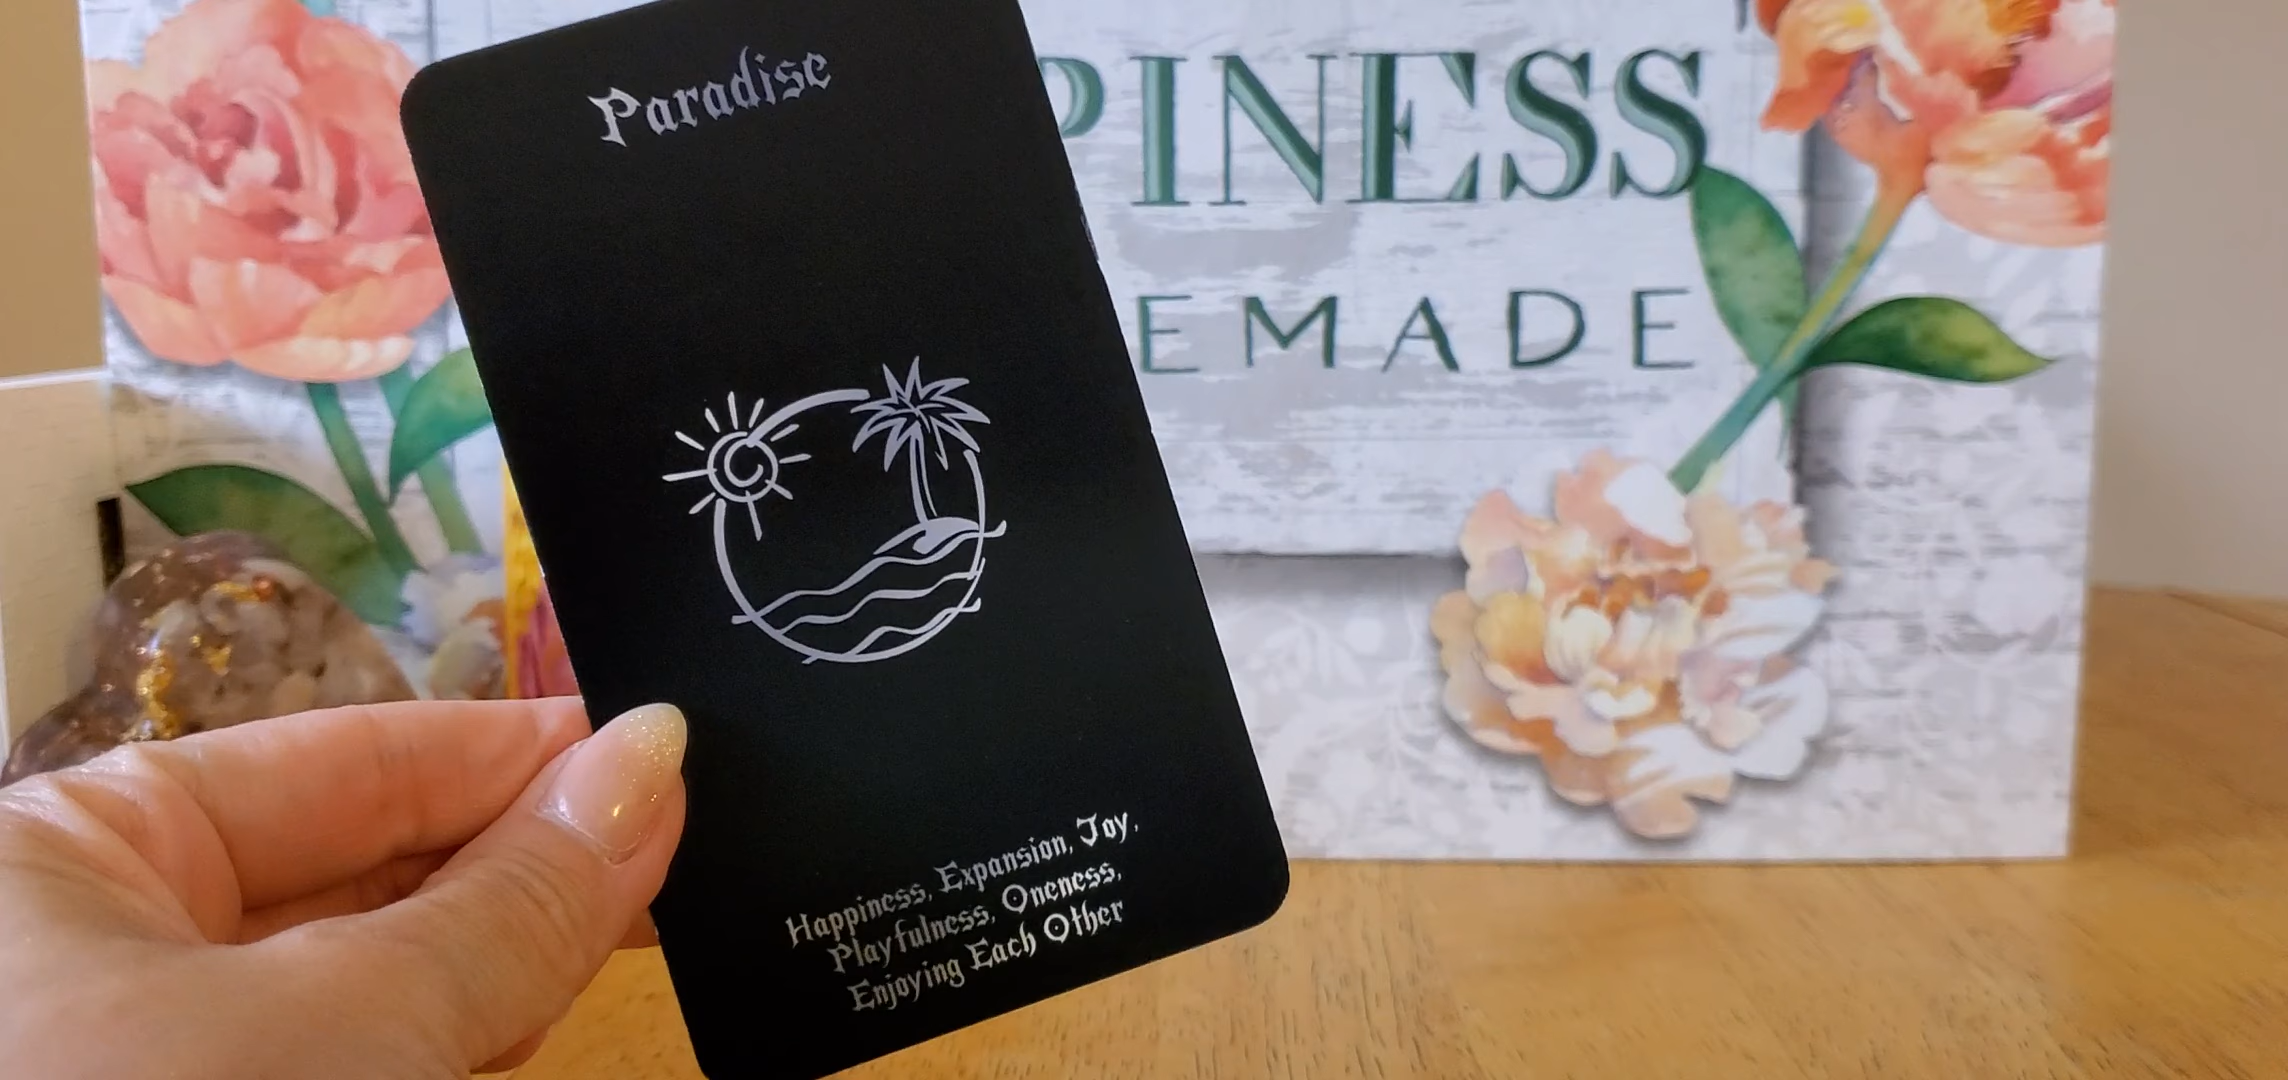 Paradise
Happiness, Expansion, Joy,
Playfulness, Oneness,
Enjoying Each Other
PINESS
EMADE